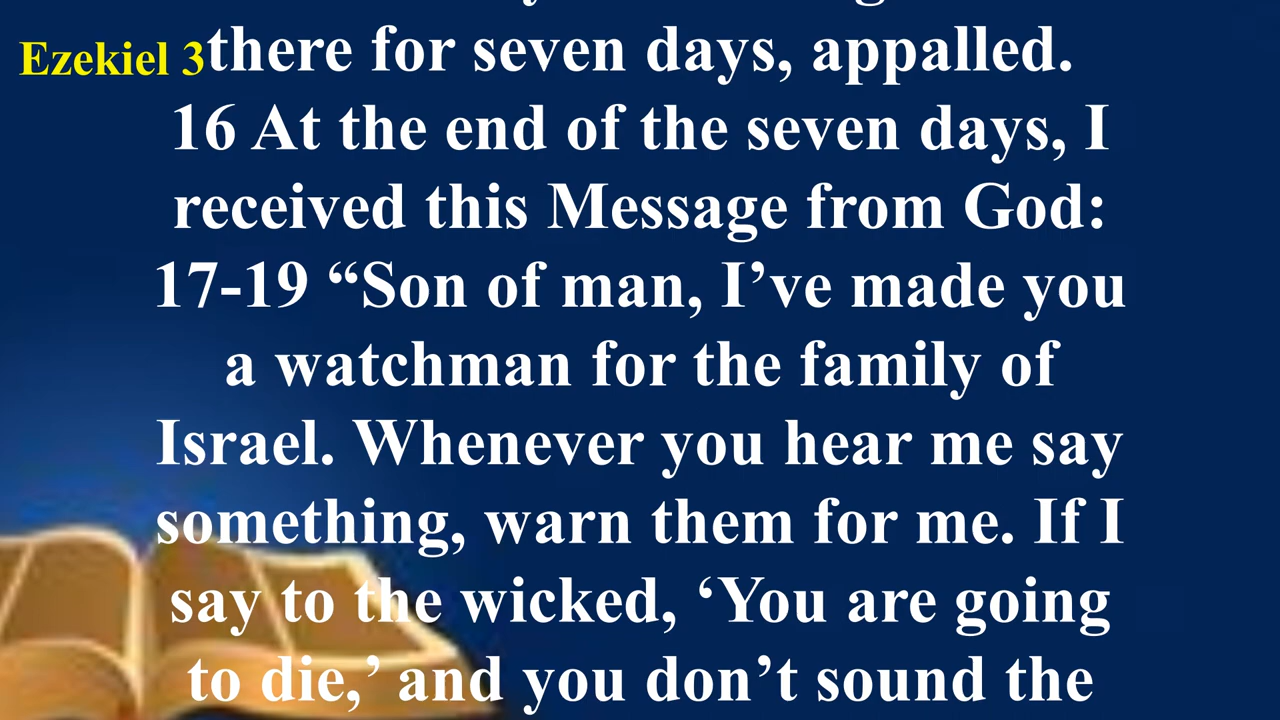 Ezekiel 3
there for seven days, appalled.
16 At the end of the seven days, I
received this Message from God:
17-19 “Son of man, I’ve made you
a watchman for the family of
Israel. Whenever you hear me say
something, warn them for me. If I
say to the wicked, ‘You are going
to die,’ and you don’t sound the